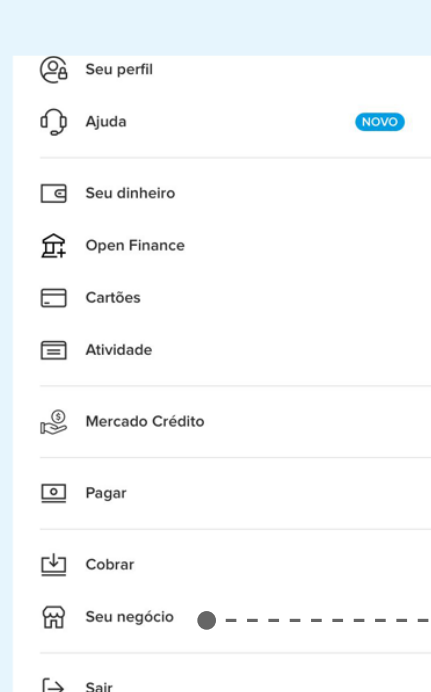 Seu perfil
Ajuda NOVO
Seu dinheiro
Open Finance
Cartões
Atividade
Mercado Crédito
Pagar
Cobrar
Seu negócio
Sair